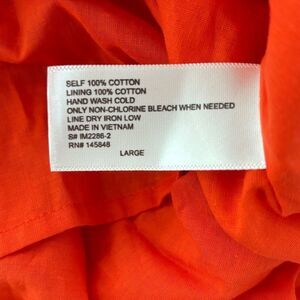 SELF 100% COTTON
LINING 100% COTTON
HAND WASH COLD
ONLY NON-CHLORINE BLEACH WHEN NEEDED
LINE DRY IRON LOW
MADE IN VIETNAM
S# IM2286-2
RN# 145848
LARGE